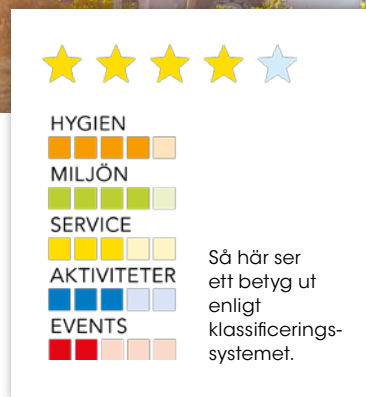 HYGIEN
MILJÖN
SERVICE
AKTIVITETER
EVENTS
Så här ser
ett betyg ut
enligt
klassificerings-
systemet.